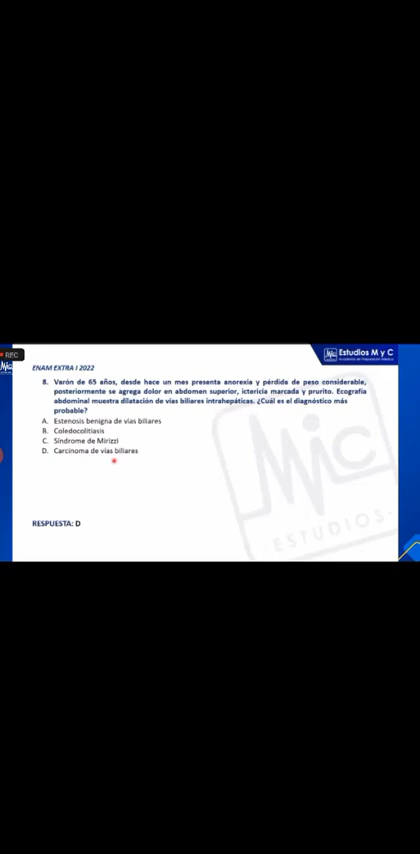 REC
Estudios M y C
ENAM EXTRA I 2022
8. Varón de 65 años, desde hace un mes presenta anorexia y pérdida de peso considerable,
posteriormente se agrega dolor en abdomen superior, ictericia marcada y prurito. Ecografía
abdominal muestra dilatación de vías biliares intrahepáticas. ¿Cuál es el diagnóstico más
probable?
A. Estenosis benigna de vías biliares
B. Coledocolitiasis
C. Síndrome de Mirizzi
D. Carcinoma de vías biliares
ESTUDIOS
RESPUESTA: D